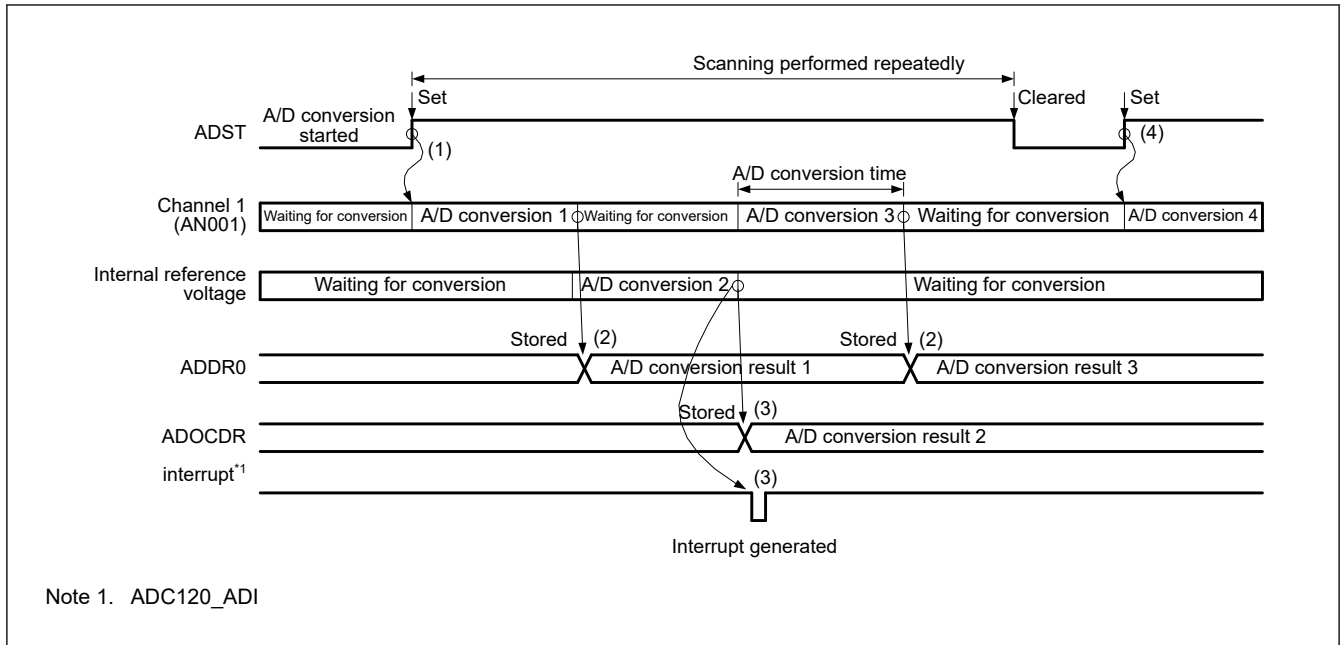 Scanning performed repeatedly
Set
Cleared
Set
A/D conversion
started
ADST
(1)
(4)
A/D conversion time
Channel 1
(AN001)
Waiting for conversion
A/D conversion 1
Waiting for conversion
A/D conversion 3
Waiting for conversion
A/D conversion 4
Internal reference
voltage
Waiting for conversion
A/D conversion 2
Waiting for conversion
Stored
(2)
Stored
(2)
ADDR0
A/D conversion result 1
A/D conversion result 3
Stored
(3)
ADOCDR
A/D conversion result 2
interrupt*1
(3)
Interrupt generated
Note 1. ADC120_ADI